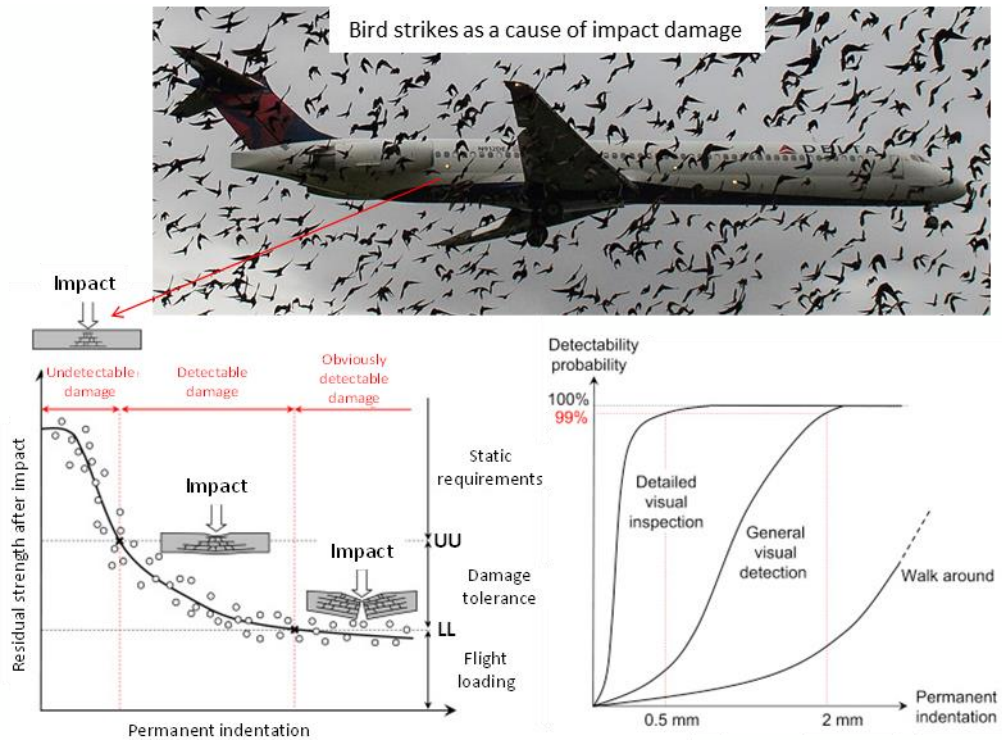 Bird strikes as a cause of impact damage
DELTA
Impact
Undetectable
damage
Detectable
damage
Obviously
detectable
damage
Residual strength after impact
Static
requirements
Impact
UU
Impact
Damage
tolerance
LL
Flight
loading
Permanent indentation
Detectability
probability
100%
99%
Detailed
visual
inspection
General
visual
detection
Walk around
0.5 mm
2 mm
Permanent
indentation